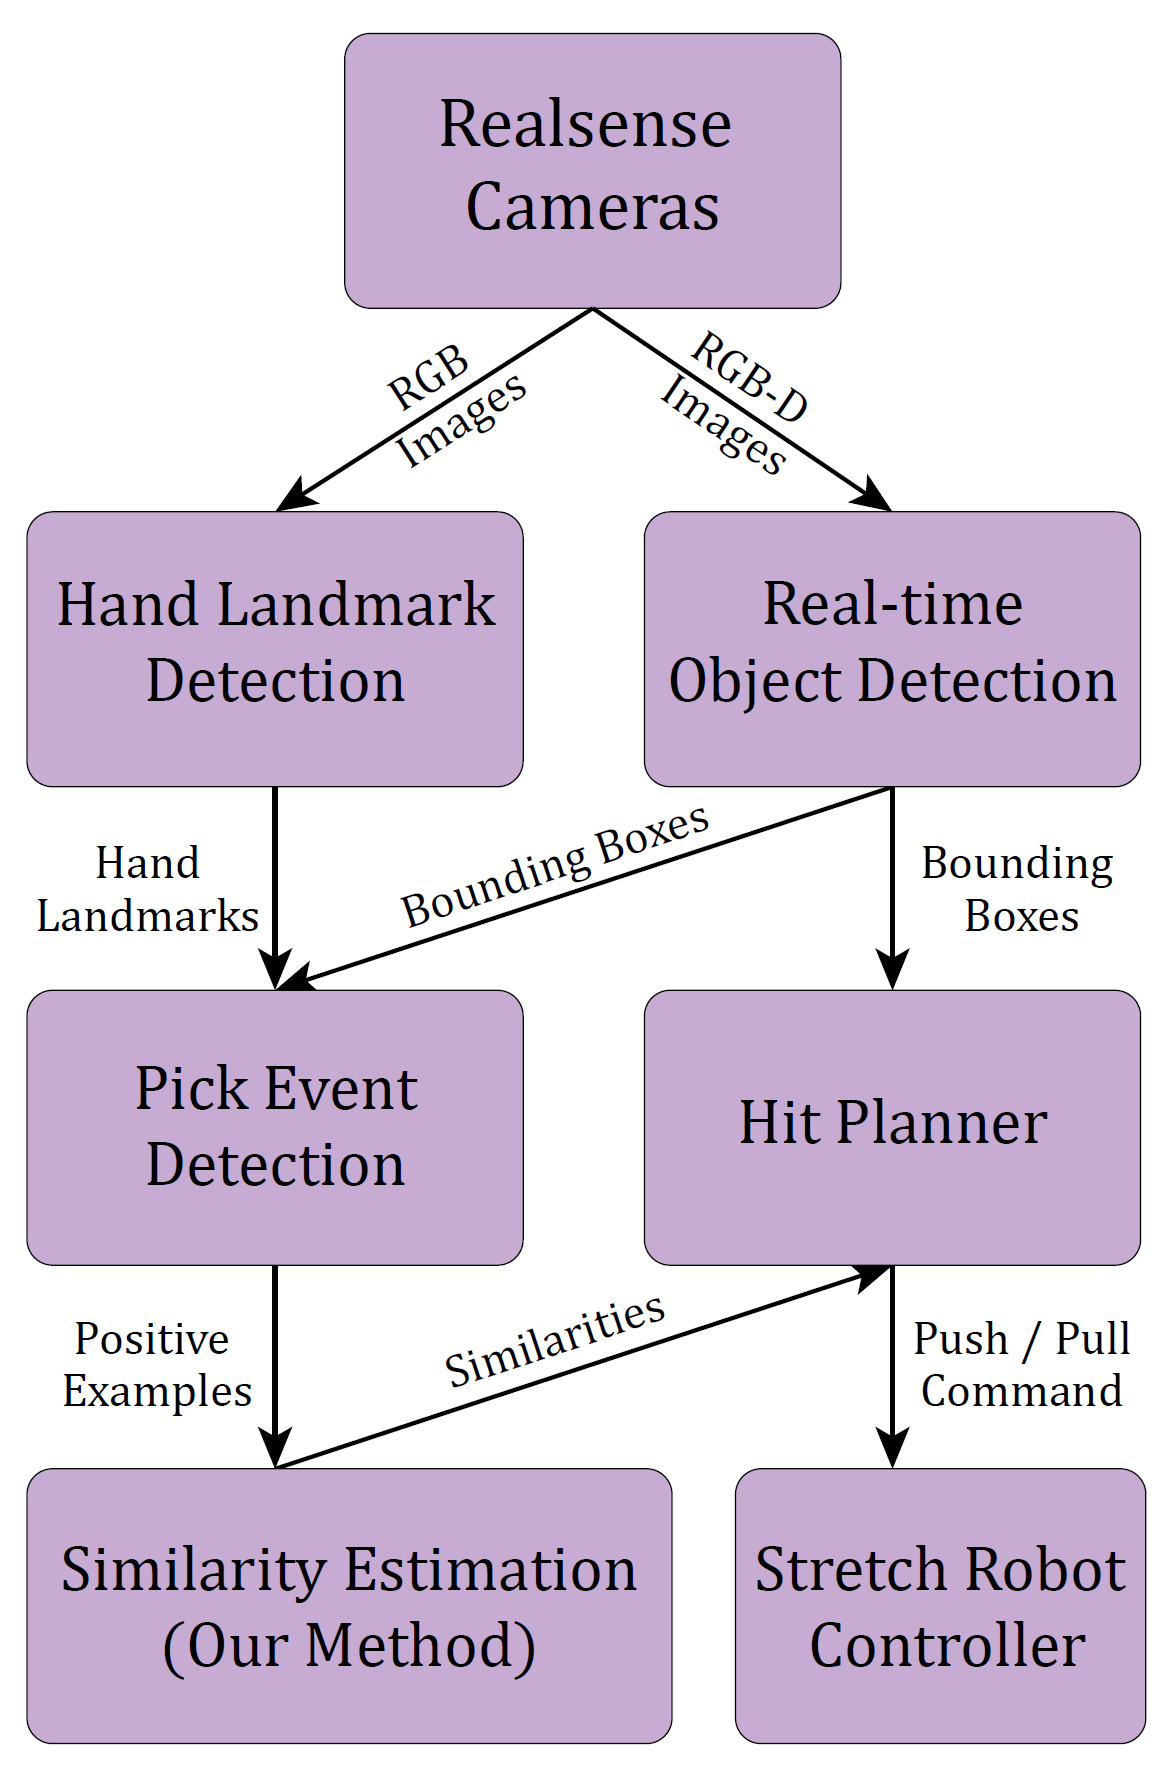 Realsense
Cameras
RGB
Images
RGB-D
Images
Hand Landmark
Detection
Real-time
Object Detection
Hand
Landmarks
Bounding Boxes
Bounding
Boxes
Pick Event
Detection
Hit Planner
Positive
Examples
Similarities
Push / Pull
Command
Similarity Estimation
(Our Method)
Stretch Robot
Controller